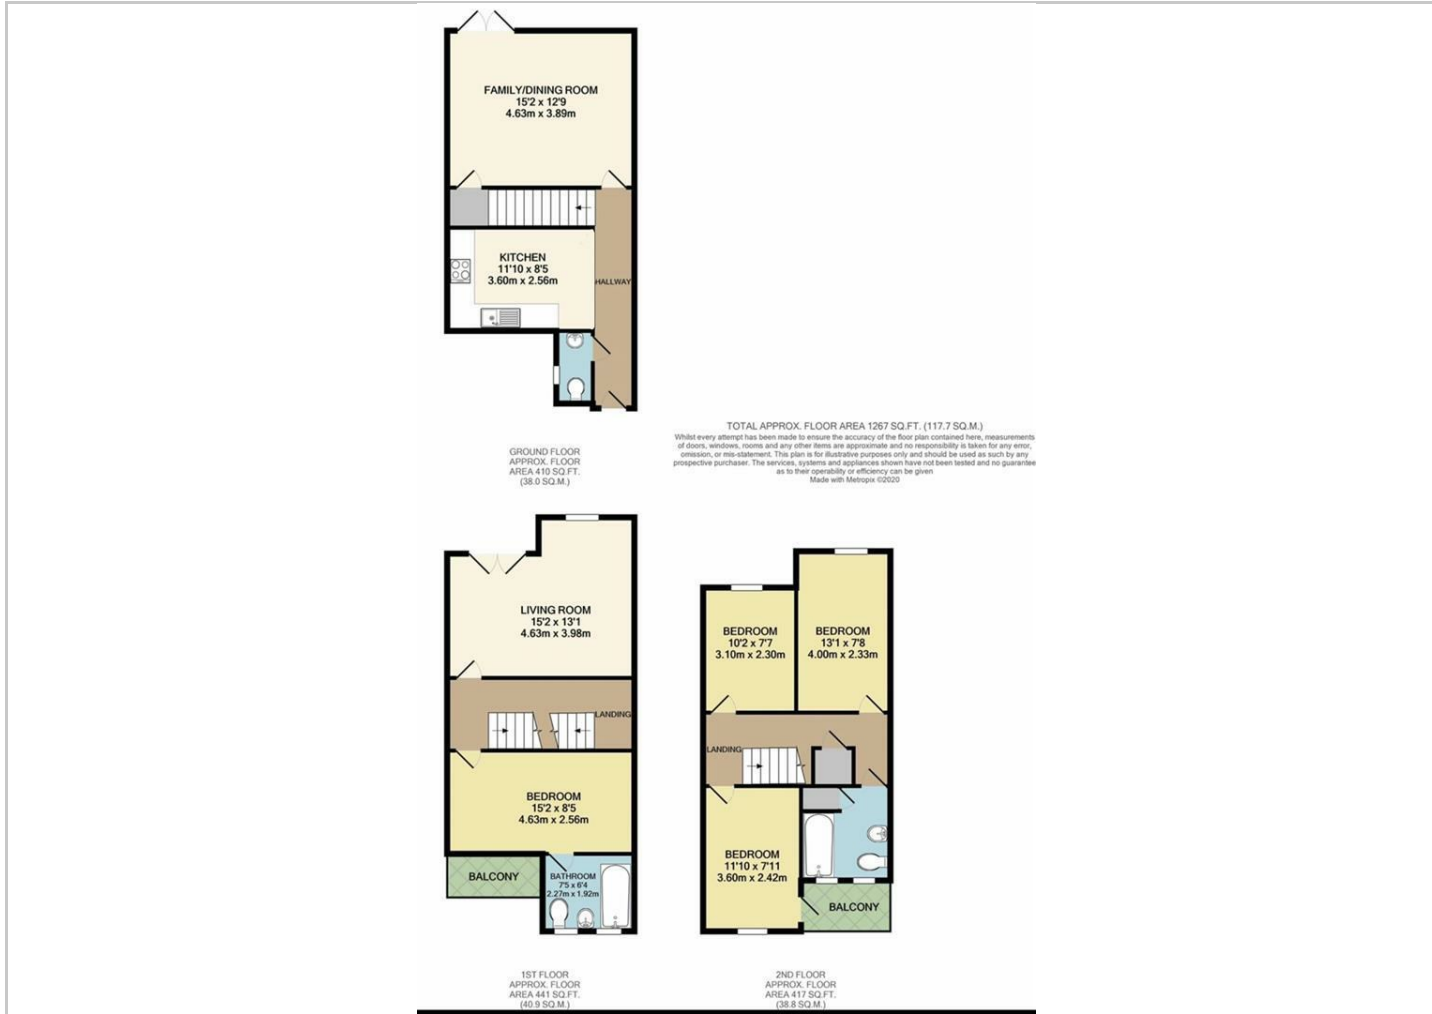 FAMILY/DINING ROOM
15'2 x 12'9
4.63m x 3.89m
KITCHEN
11'10 x 8'5
3.60m x 2.56m
HALLWAY
GROUND FLOOR
APPROX. FLOOR
AREA 410 SQ.FT.
(38.0 SQ.M.)
TOTAL APPROX. FLOOR AREA 1267 SQ.FT. (117.7 SQ.M.)
Whilst every attempt has been made to ensure the accuracy of the floor plan contained here, measurements
of doors, windows, rooms and any other items are approximate and no responsibility is taken for any error,
omission, or mis-statement. This plan is for illustrative purposes only and should be used as such by any
prospective purchaser. The services, systems and appliances shown have not been tested and no guarantee
as to their operability or efficiency can be given
Made with Metropix ©2020
LIVING ROOM
15'2 x 13'1
4.63m x 3.98m
LANDING
BEDROOM
15'2 x 8'5
4.63m x 2.56m
BALCONY
BATHROOM
7'5 x 6'4
2.27m x 1.92m
1ST FLOOR
APPROX. FLOOR
AREA 441 SQ.FT.
(40.9 SQ.M.)
BEDROOM
10'2 x 7'7
3.10m x 2.30m
BEDROOM
13'1 x 7'8
4.00m x 2.33m
LANDING
BEDROOM
11'10 x 7'11
3.60m x 2.42m
BALCONY
2ND FLOOR
APPROX. FLOOR
AREA 417 SQ.FT.
(38.8 SQ.M.)